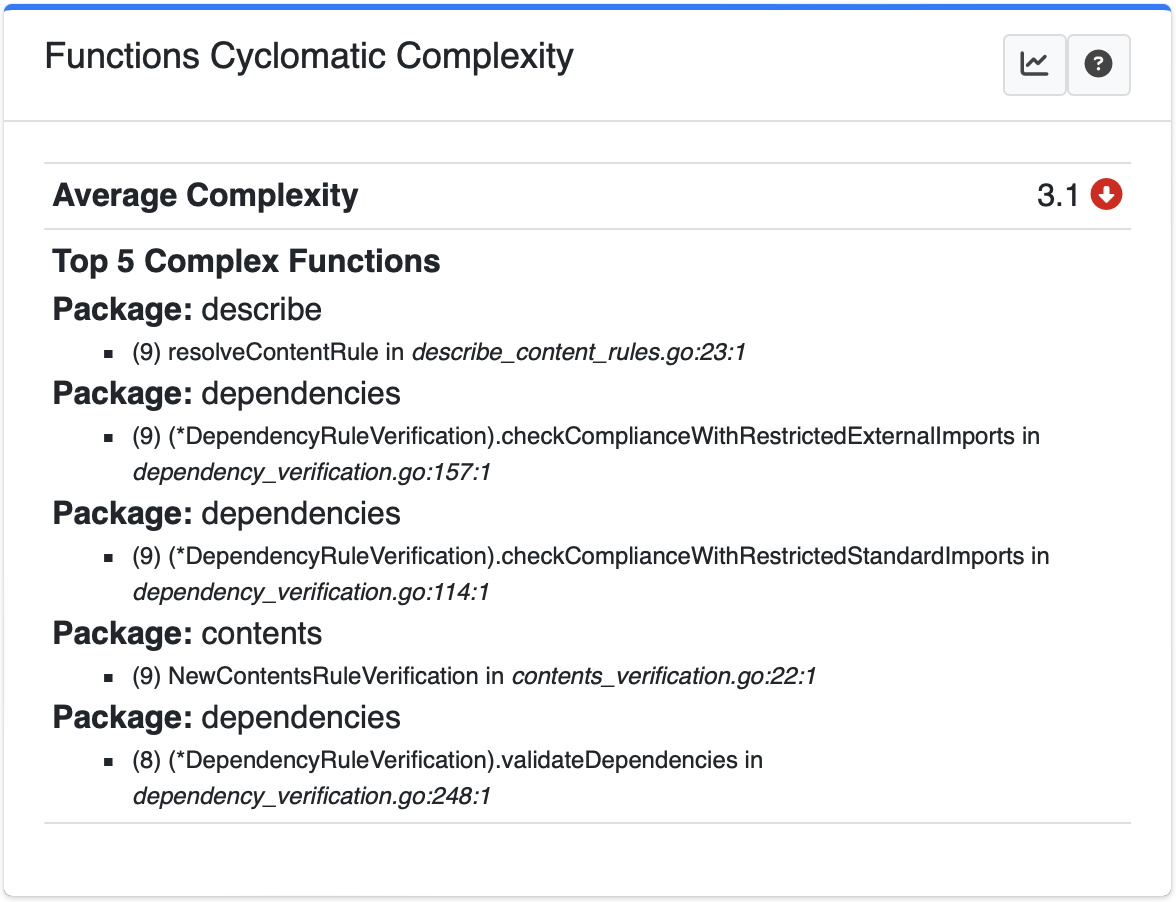 Functions Cyclomatic Complexity
?
Average Complexity 3.1
Top 5 Complex Functions
Package: describe
▪ (9) resolveContentRule in describe_content_rules.go:23:1
Package: dependencies
▪ (9) (*DependencyRuleVerification).checkComplianceWithRestrictedExternalImports in
dependency_verification.go:157:1
Package: dependencies
▪ (9) (*DependencyRuleVerification).checkComplianceWithRestrictedStandardImports in
dependency_verification.go:114:1
Package: contents
▪ (9) NewContentsRuleVerification in contents_verification.go:22:1
Package: dependencies
▪ (8) (*DependencyRuleVerification).validateDependencies in
dependency_verification.go:248:1